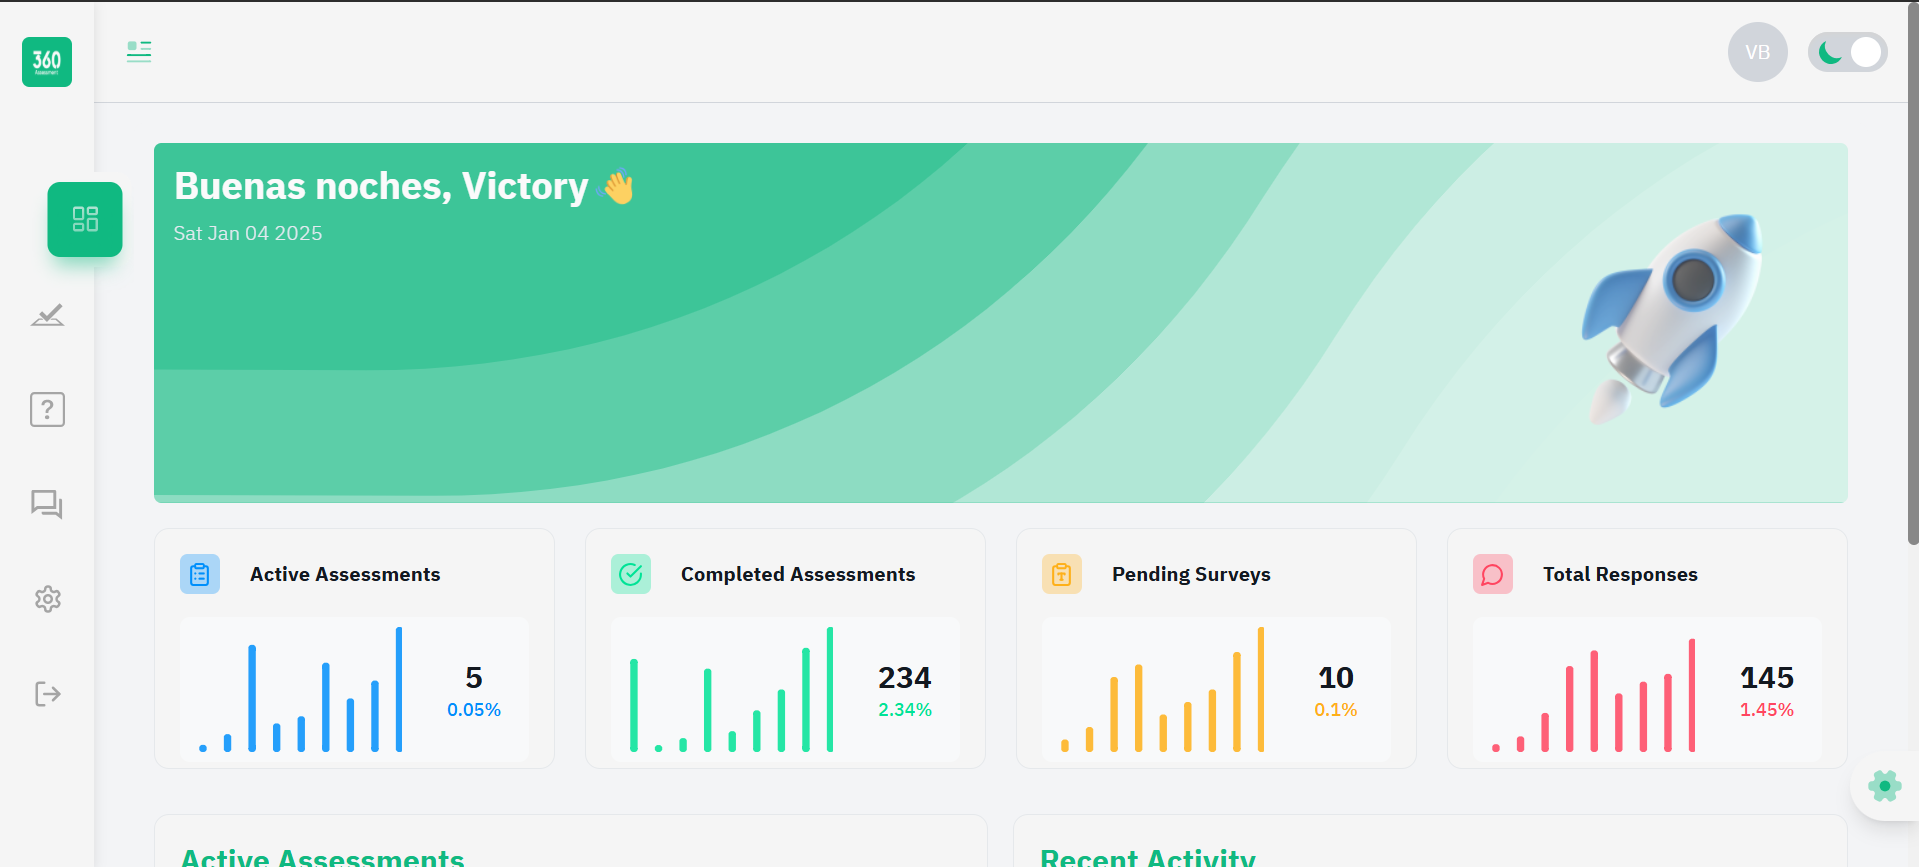 360
Assessment
VB
Buenas noches, Victory 👋
Sat Jan 04 2025
Active Assessments
5
0.05%
Completed Assessments
234
2.34%
Pending Surveys
10
0.1%
Total Responses
145
1.45%
Active Assessments
Recent Activity